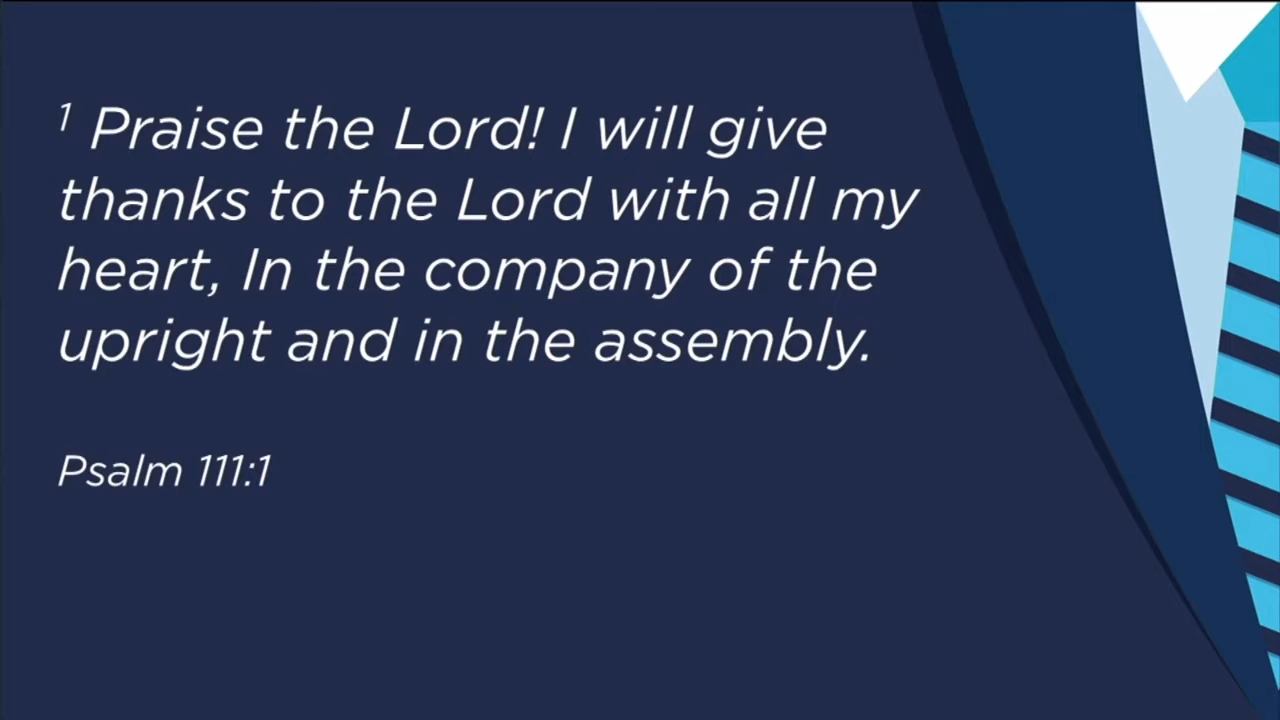 1 Praise the Lord! I will give
thanks to the Lord with all my
heart, In the company of the
upright and in the assembly.
Psalm 111:1